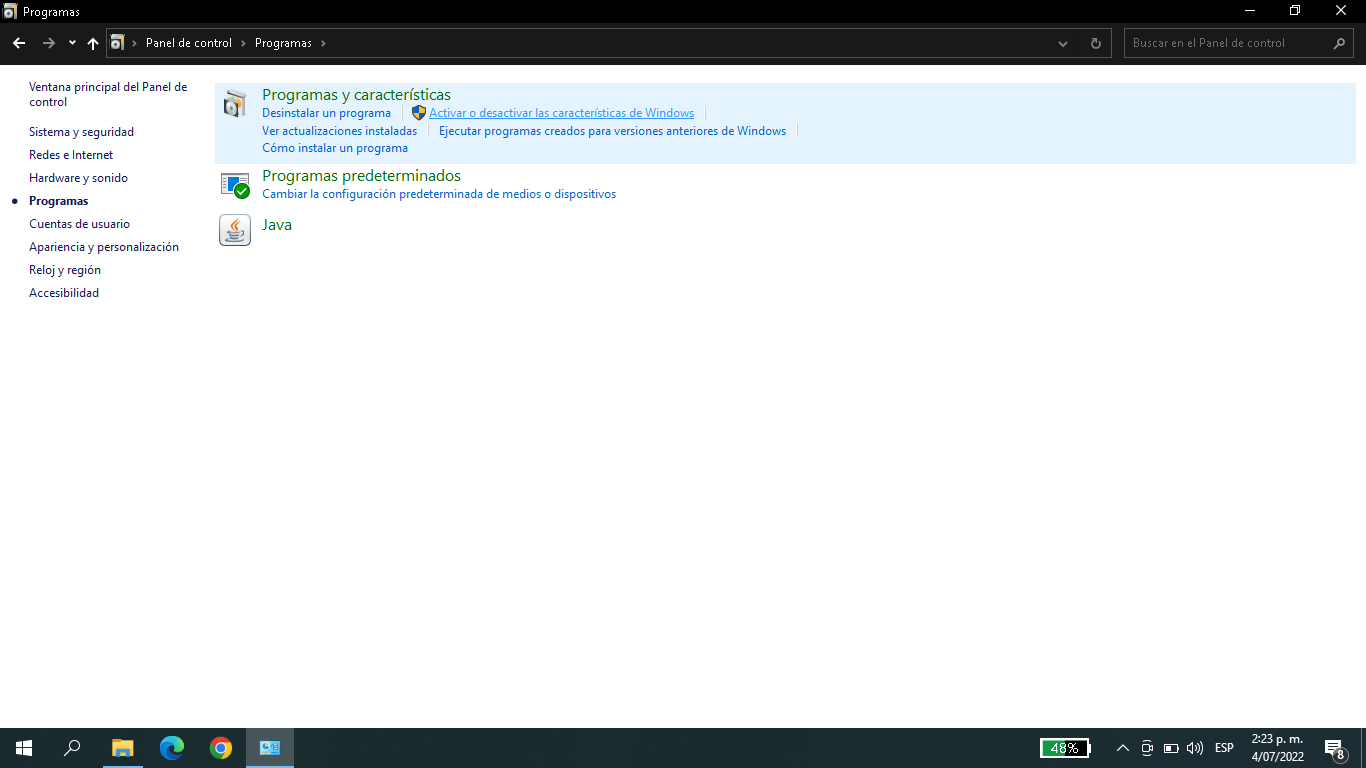 Programas
Panel de control
Programas
Buscar en el Panel de control
Ventana principal del Panel de
control
Sistema y seguridad
Redes e Internet
Hardware y sonido
Programas
Cuentas de usuario
Apariencia y personalización
Reloj y región
Accesibilidad
Programas y características
Desinstalar un programa
Activar o desactivar las características de Windows
Ver actualizaciones instaladas
Ejecutar programas creados para versiones anteriores de Windows
Cómo instalar un programa
Programas predeterminados
Cambiar la configuración predeterminada de medios o dispositivos
Java
48%
ESP
2:23 p. m.
4/07/2022
8